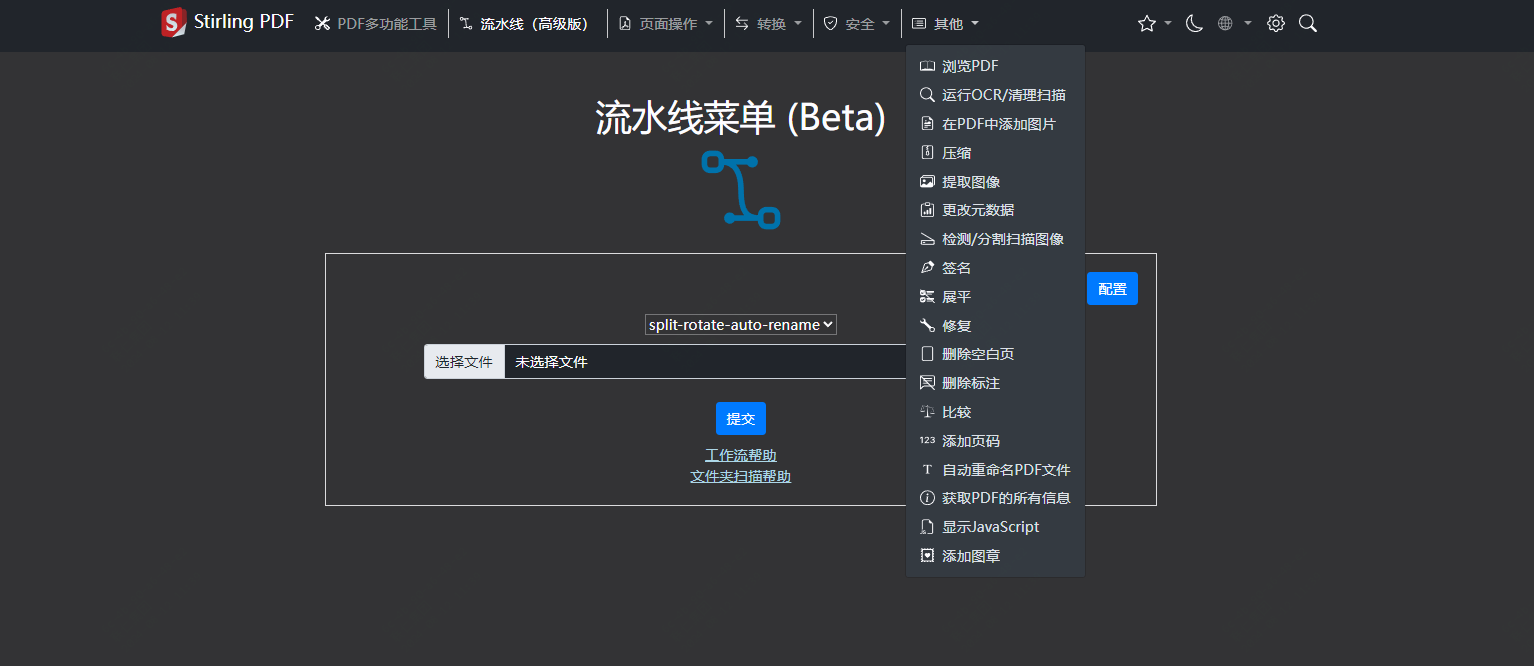 Stirling PDF
PDF多功能工具
流水线（高级版）
页面操作
转换
安全
其他
浏览PDF
运行OCR/清理扫描
在PDF中添加图片
压缩
提取图像
更改元数据
检测/分割扫描图像
签名
展平
修复
删除空白页
删除标注
比较
123 添加页码
T 自动重命名PDF文件
获取PDF的所有信息
显示JavaScript
添加图章
流水线菜单 (Beta)
配置
split-rotate-auto-rename
选择文件 未选择文件
提交
工作流帮助
文件夹扫描帮助